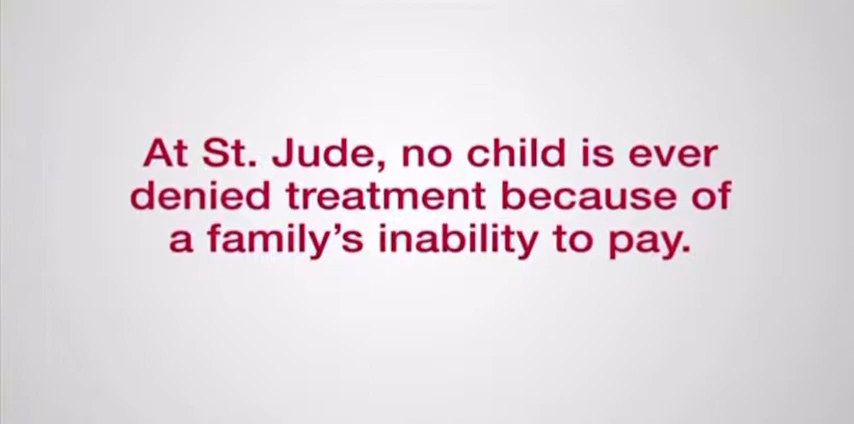 At St. Jude, no child is ever
denied treatment because of
a family’s inability to pay.